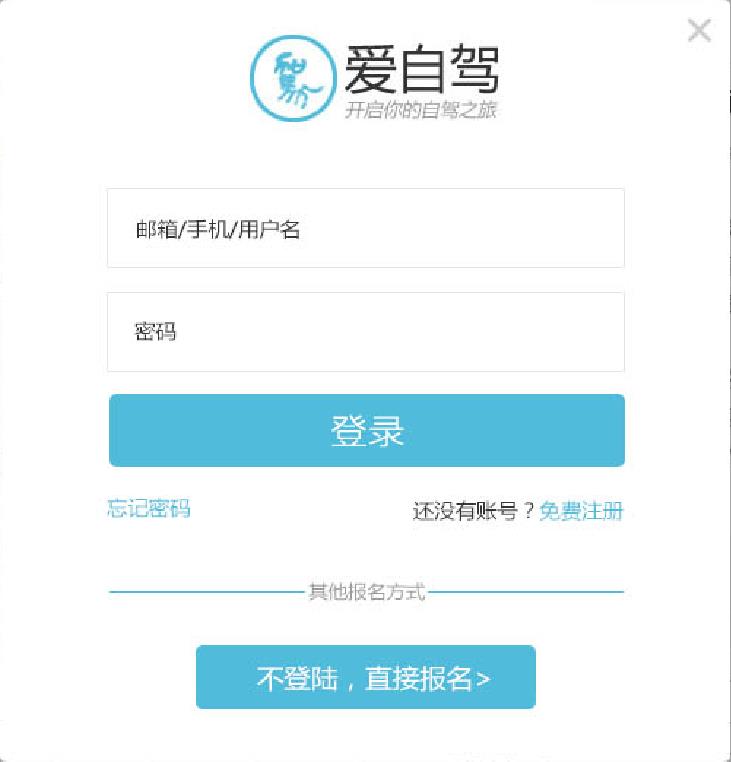 爱自驾
开启你的自驾之旅
邮箱/手机/用户名
密码
登录
忘记密码
还没有账号？免费注册
其他报名方式
不登陆，直接报名>